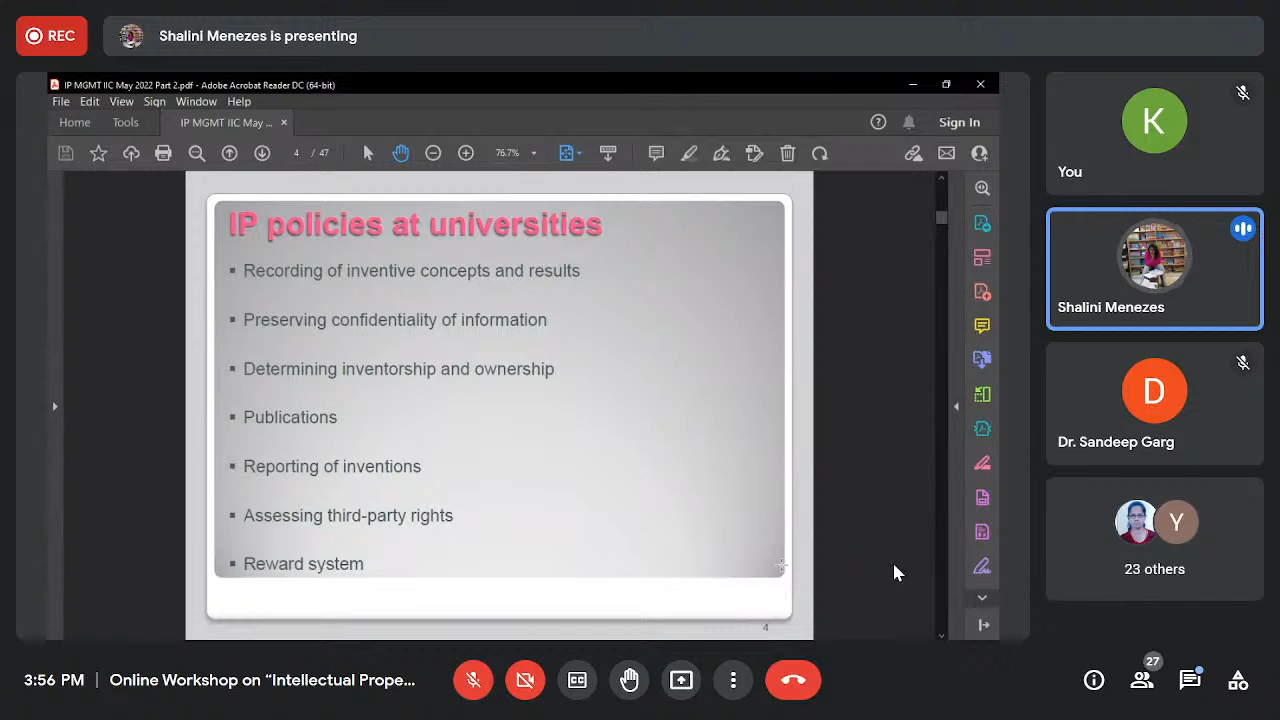 REC
Shalini Menezes is presenting
IP MGMT IIC May 2022 Part 2.pdf - Adobe Acrobat Reader DC (64-bit)
File Edit View Sign Window Help
Home Tools IP MGMT IIC May ... × Sign In
4 / 47 76.7%
IP policies at universities
▪ Recording of inventive concepts and results
▪ Preserving confidentiality of information
▪ Determining inventorship and ownership
▪ Publications
▪ Reporting of inventions
▪ Assessing third-party rights
▪ Reward system
4
K
You
Shalini Menezes
D
Dr. Sandeep Garg
Y
23 others
3:56 PM | Online Workshop on “Intellectual Prope...
27